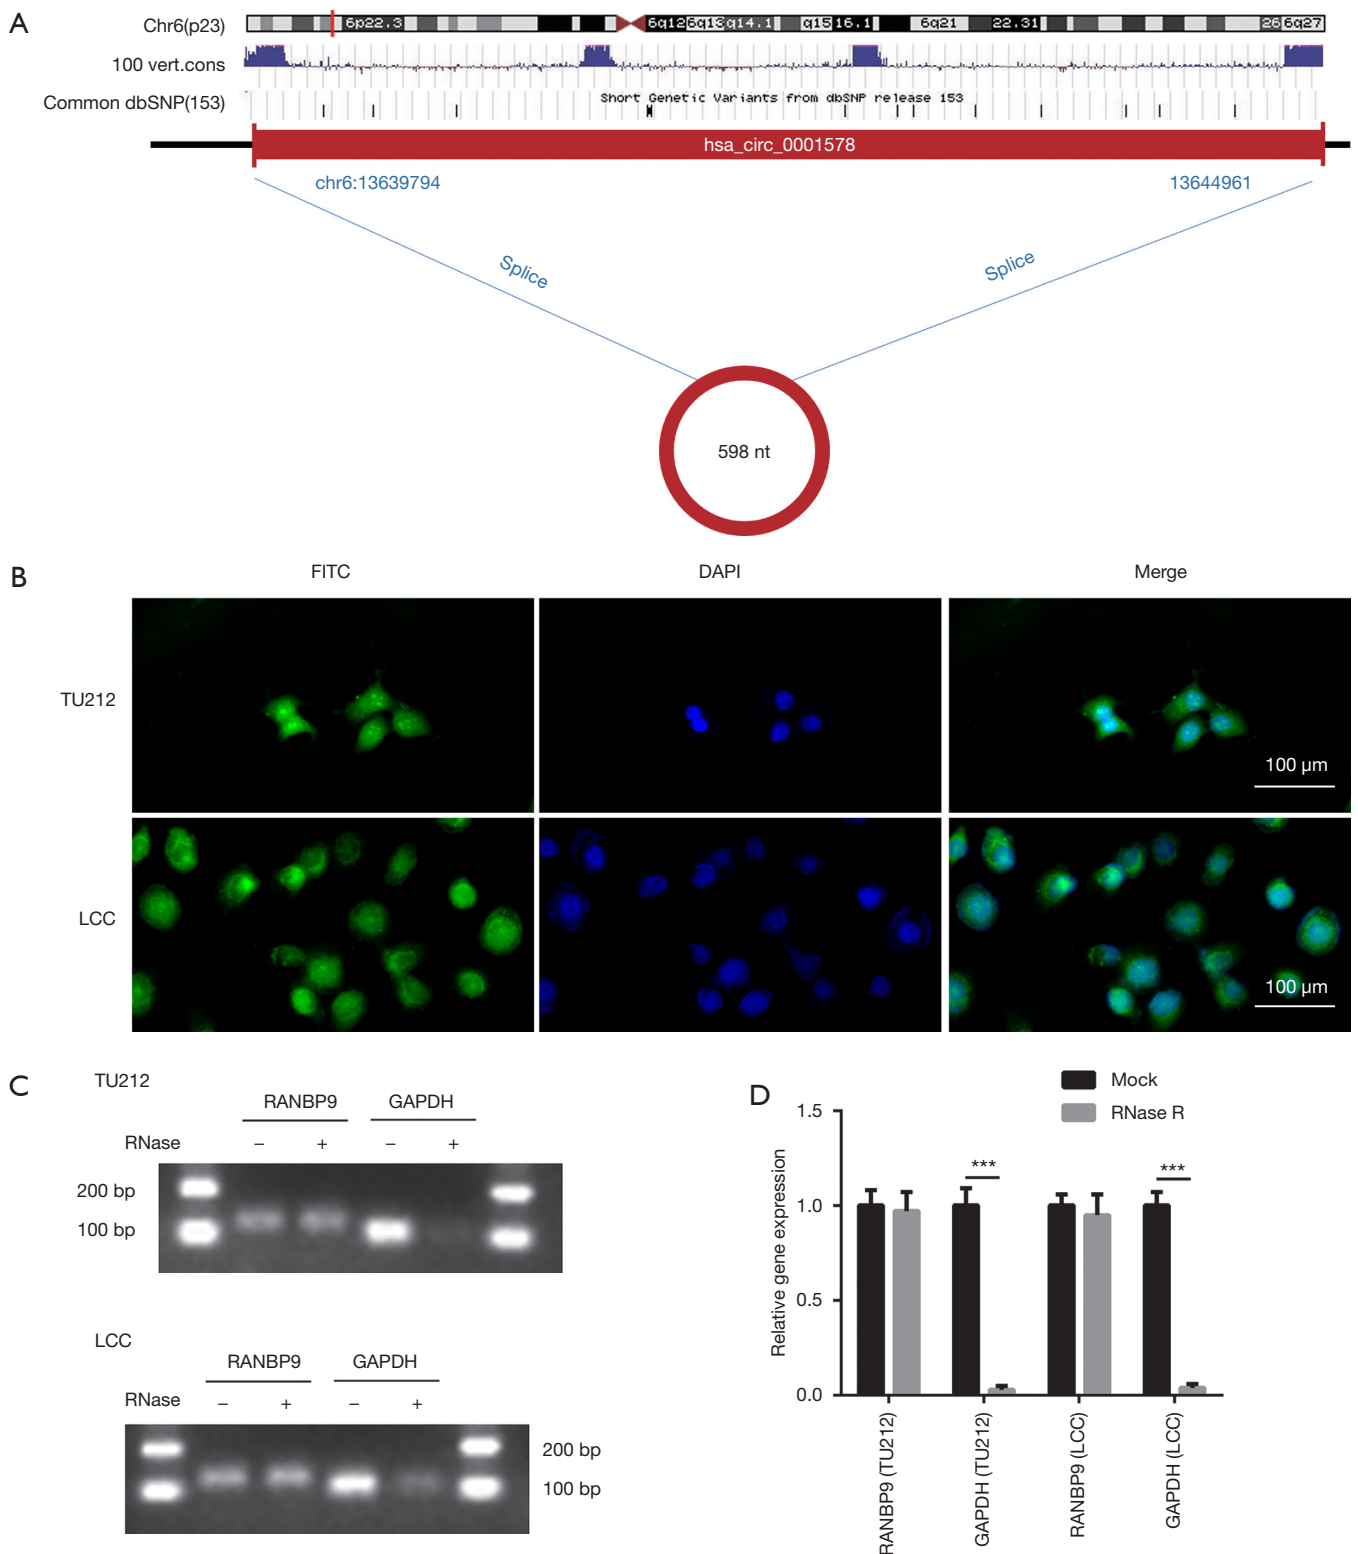 A
Chr6(p23)
6p22.3 6q12 6q13 q14.1 q15 16.1 6q21 22.31 26 6q27
100 vert.cons
Common dbSNP(153)
Short Genetic Variants from dbSNP release 153
hsa_circ_0001578
chr6:13639794 13644961
Splice Splice
598 nt
B
FITC DAPI Merge
TU212
100 µm
LCC
100 µm
C
TU212
RANBP9 GAPDH
RNase – + – +
200 bp
100 bp
LCC
RANBP9 GAPDH
RNase – + – +
200 bp
100 bp
D
Mock
RNase R
Relative gene expression
1.5
1.0
0.5
0.0
*** ***
RANBP9 (TU212)
GAPDH (TU212)
RANBP9 (LCC)
GAPDH (LCC)